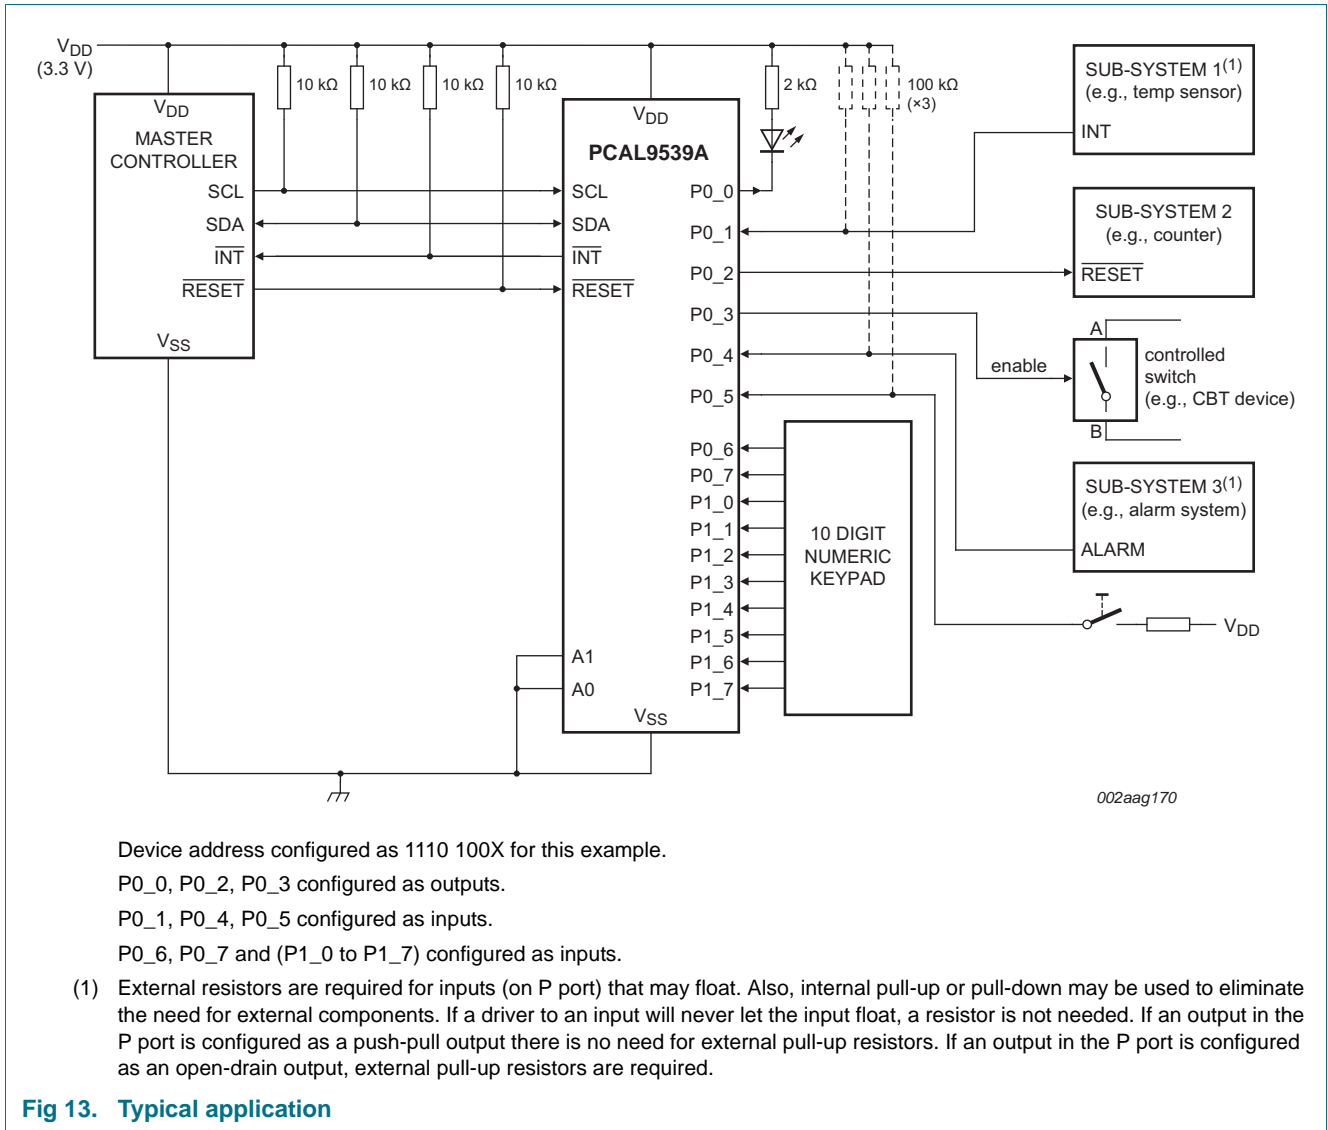 VDD
(3.3 V)
10 kΩ
10 kΩ
10 kΩ
10 kΩ
2 kΩ
100 kΩ
(×3)
VDD
MASTER
CONTROLLER
SCL
SDA
INT
RESET
VSS
VDD
PCAL9539A
SCL
SDA
INT
RESET
A1
A0
VSS
P0_0
P0_1
P0_2
P0_3
P0_4
P0_5
P0_6
P0_7
P1_0
P1_1
P1_2
P1_3
P1_4
P1_5
P1_6
P1_7
10 DIGIT
NUMERIC
KEYPAD
SUB-SYSTEM 1(1)
(e.g., temp sensor)
INT
SUB-SYSTEM 2
(e.g., counter)
RESET
A
enable
controlled
switch
(e.g., CBT device)
B
SUB-SYSTEM 3(1)
(e.g., alarm system)
ALARM
VDD
002aag170
Device address configured as 1110 100X for this example.
P0_0, P0_2, P0_3 configured as outputs.
P0_1, P0_4, P0_5 configured as inputs.
P0_6, P0_7 and (P1_0 to P1_7) configured as inputs.
(1) External resistors are required for inputs (on P port) that may float. Also, internal pull-up or pull-down may be used to eliminate
the need for external components. If a driver to an input will never let the input float, a resistor is not needed. If an output in the
P port is configured as a push-pull output there is no need for external pull-up resistors. If an output in the P port is configured
as an open-drain output, external pull-up resistors are required.
Fig 13. Typical application